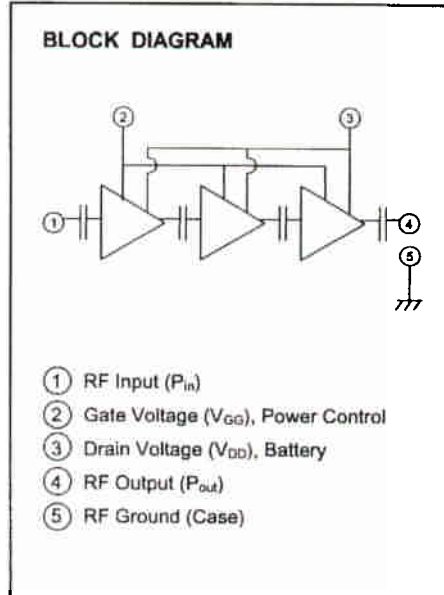 BLOCK DIAGRAM
2
3
1
4
5
1 RF Input (Pin)
2 Gate Voltage (VGG), Power Control
3 Drain Voltage (VDD), Battery
4 RF Output (Pout)
5 RF Ground (Case)